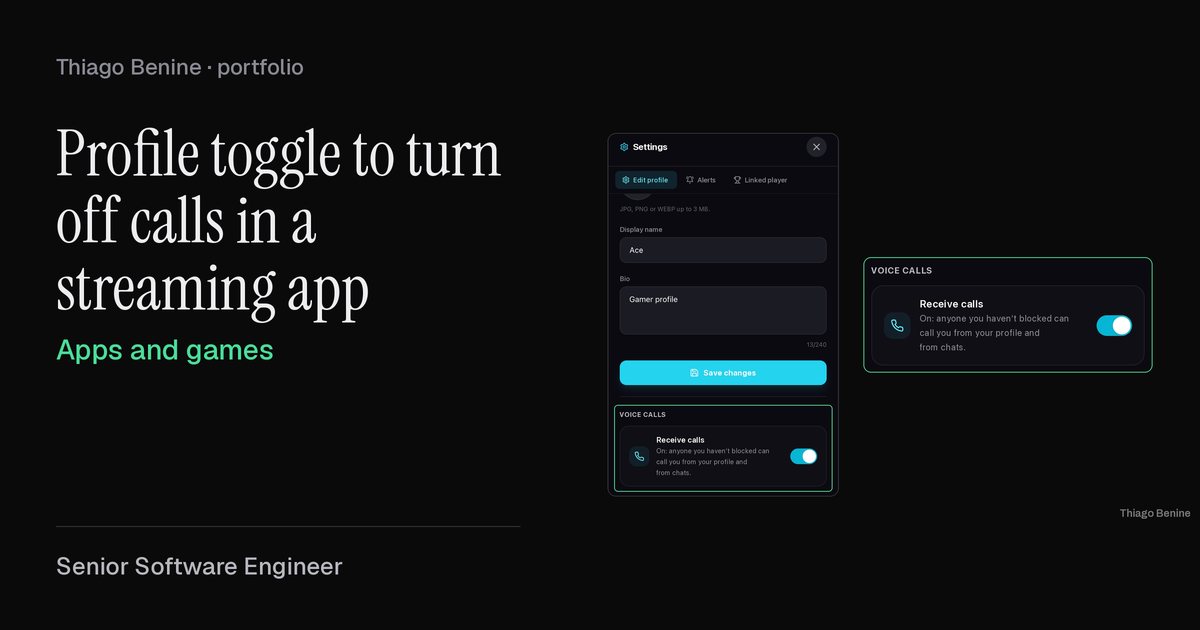 Thiago Benine · portfolio
Profile toggle to turn
off calls in a
streaming app
Apps and games
Senior Software Engineer
Settings
Edit profile
Alerts
Linked player
JPG, PNG or WEBP up to 3 MB.
Display name
Ace
Bio
Gamer profile
13/240
Save changes
VOICE CALLS
Receive calls
On: anyone you haven't blocked can
call you from your profile and
from chats.
VOICE CALLS
Receive calls
On: anyone you haven't blocked can
call you from your profile and
from chats.
Thiago Benine